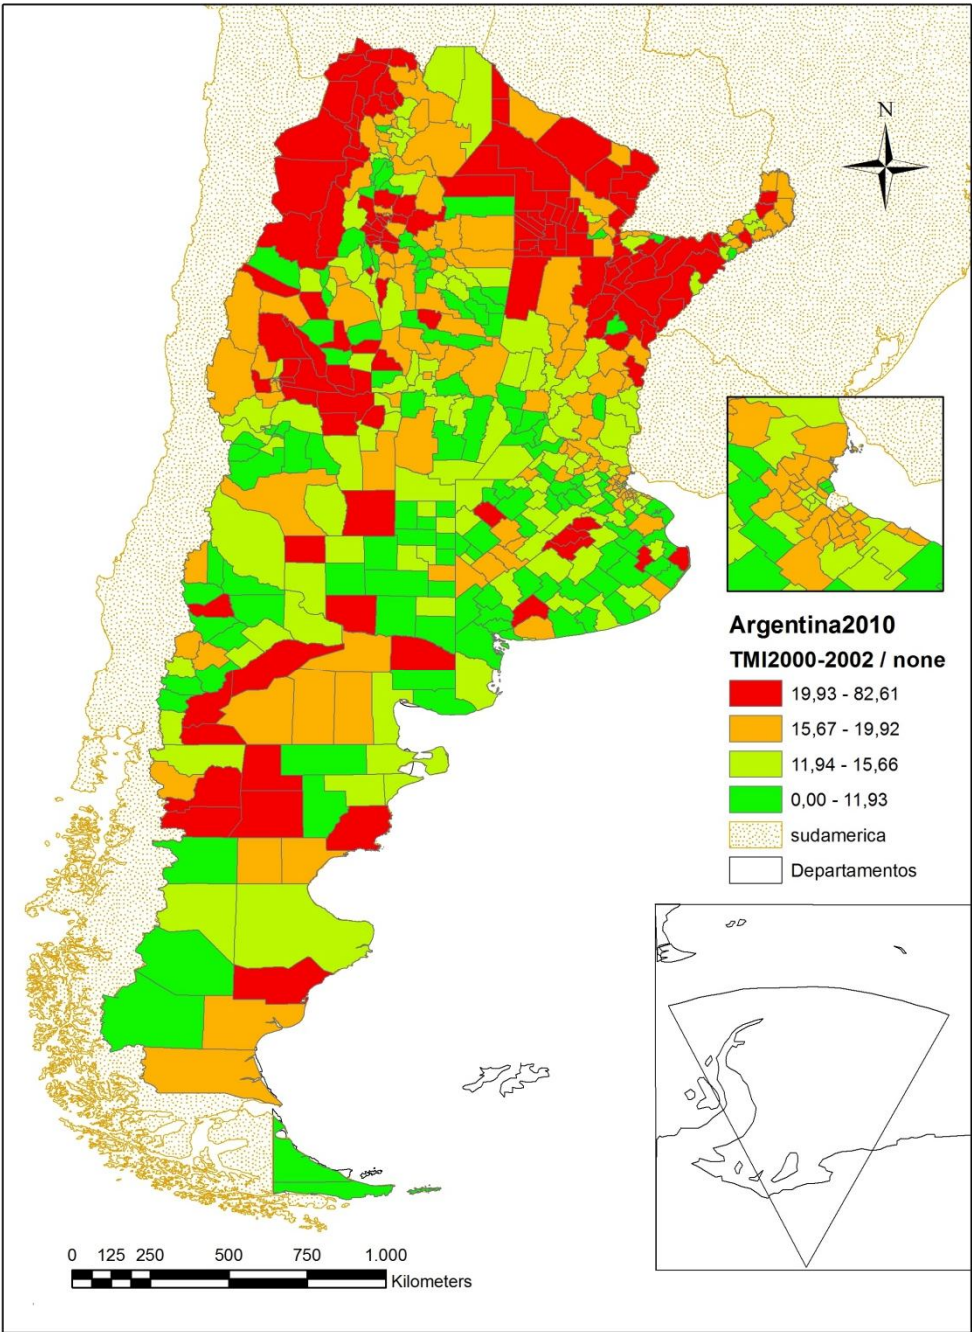 N
Argentina2010
TMI2000-2002 / none
19,93 - 82,61
15,67 - 19,92
11,94 - 15,66
0,00 - 11,93
sudamerica
Departamentos
0 125 250 500 750 1.000
Kilometers